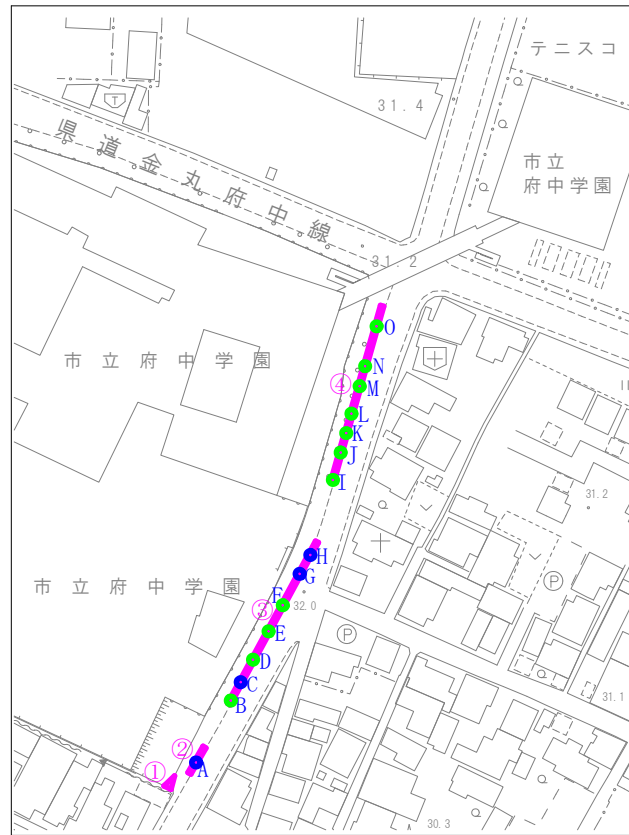 テニスコ
31.4
T
県道金丸府中線
市立
府中学園
31.2
O
N
市立府中学園
④
M
L
K
J
I
31.2
H
G
P
市立府中学園
F
③
32.0
E
P
D
C
31.1
B
②
A
①
30.3